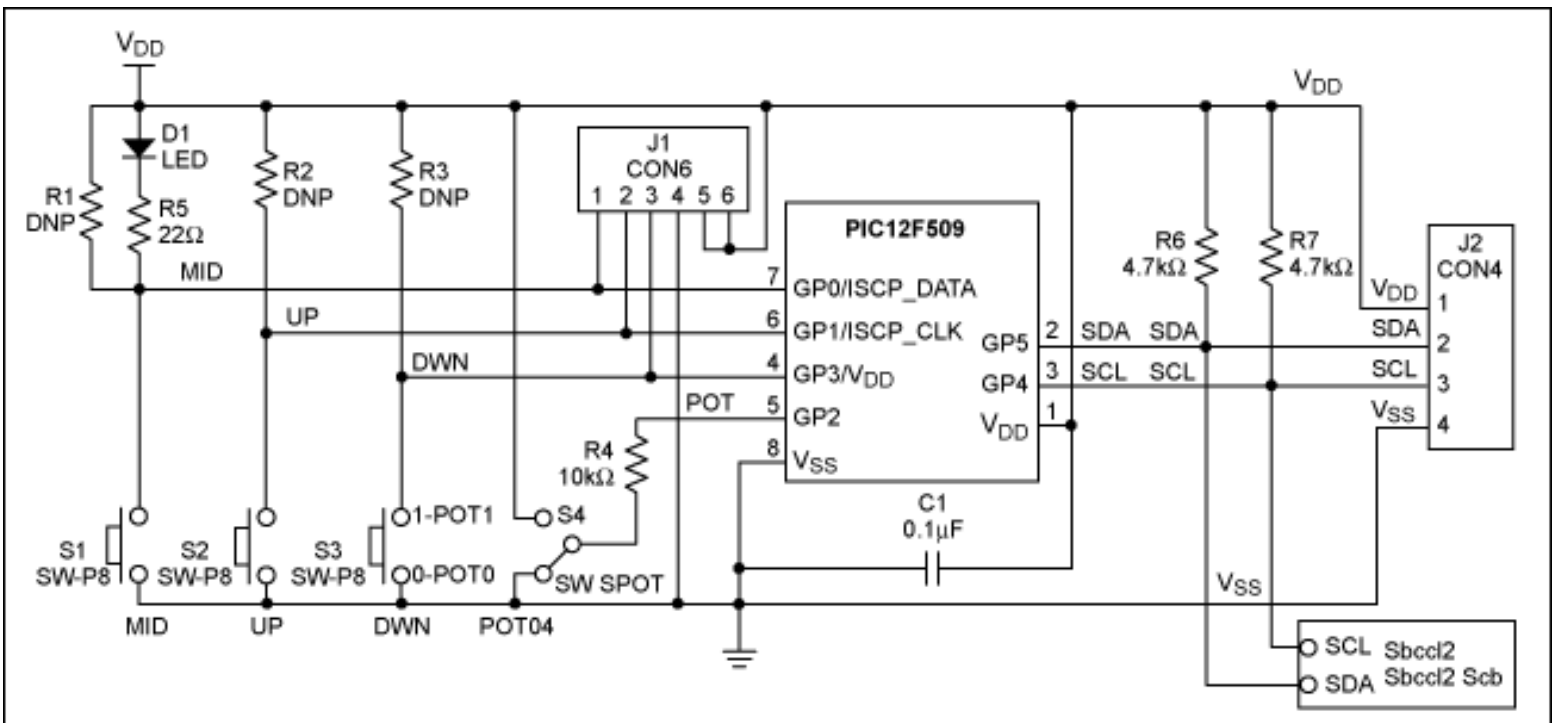 VDD
VDD
D1
LED
R1
DNP
R5
22Ω
R2
DNP
R3
DNP
J1
CON6
1 2 3 4 5 6
PIC12F509
R6
4.7kΩ
R7
4.7kΩ
J2
CON4
MID
7
GP0/ISCP_DATA
UP
6
GP1/ISCP_CLK
DWN
4
GP3/VDD
POT
5
GP2
8
VSS
GP5
2
SDA
SDA
GP4
3
SCL
SCL
VDD
1
VDD
1
SDA
2
SCL
3
VSS
4
R4
10kΩ
C1
0.1μF
S1
SW-P8
S2
SW-P8
S3
SW-P8
1-POT1
0-POT0
S4
SW SPOT
MID
UP
DWN
POT04
VSS
SCL
SDA
Sbccl2
Sbccl2 Scb